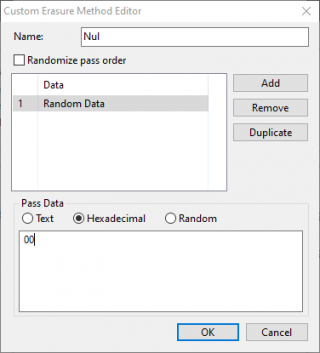 Custom Erasure Method Editor
Name: Nul
Randomize pass order
Data
1 Random Data
Add
Remove
Duplicate
Pass Data
Text Hexadecimal Random
00
OK Cancel